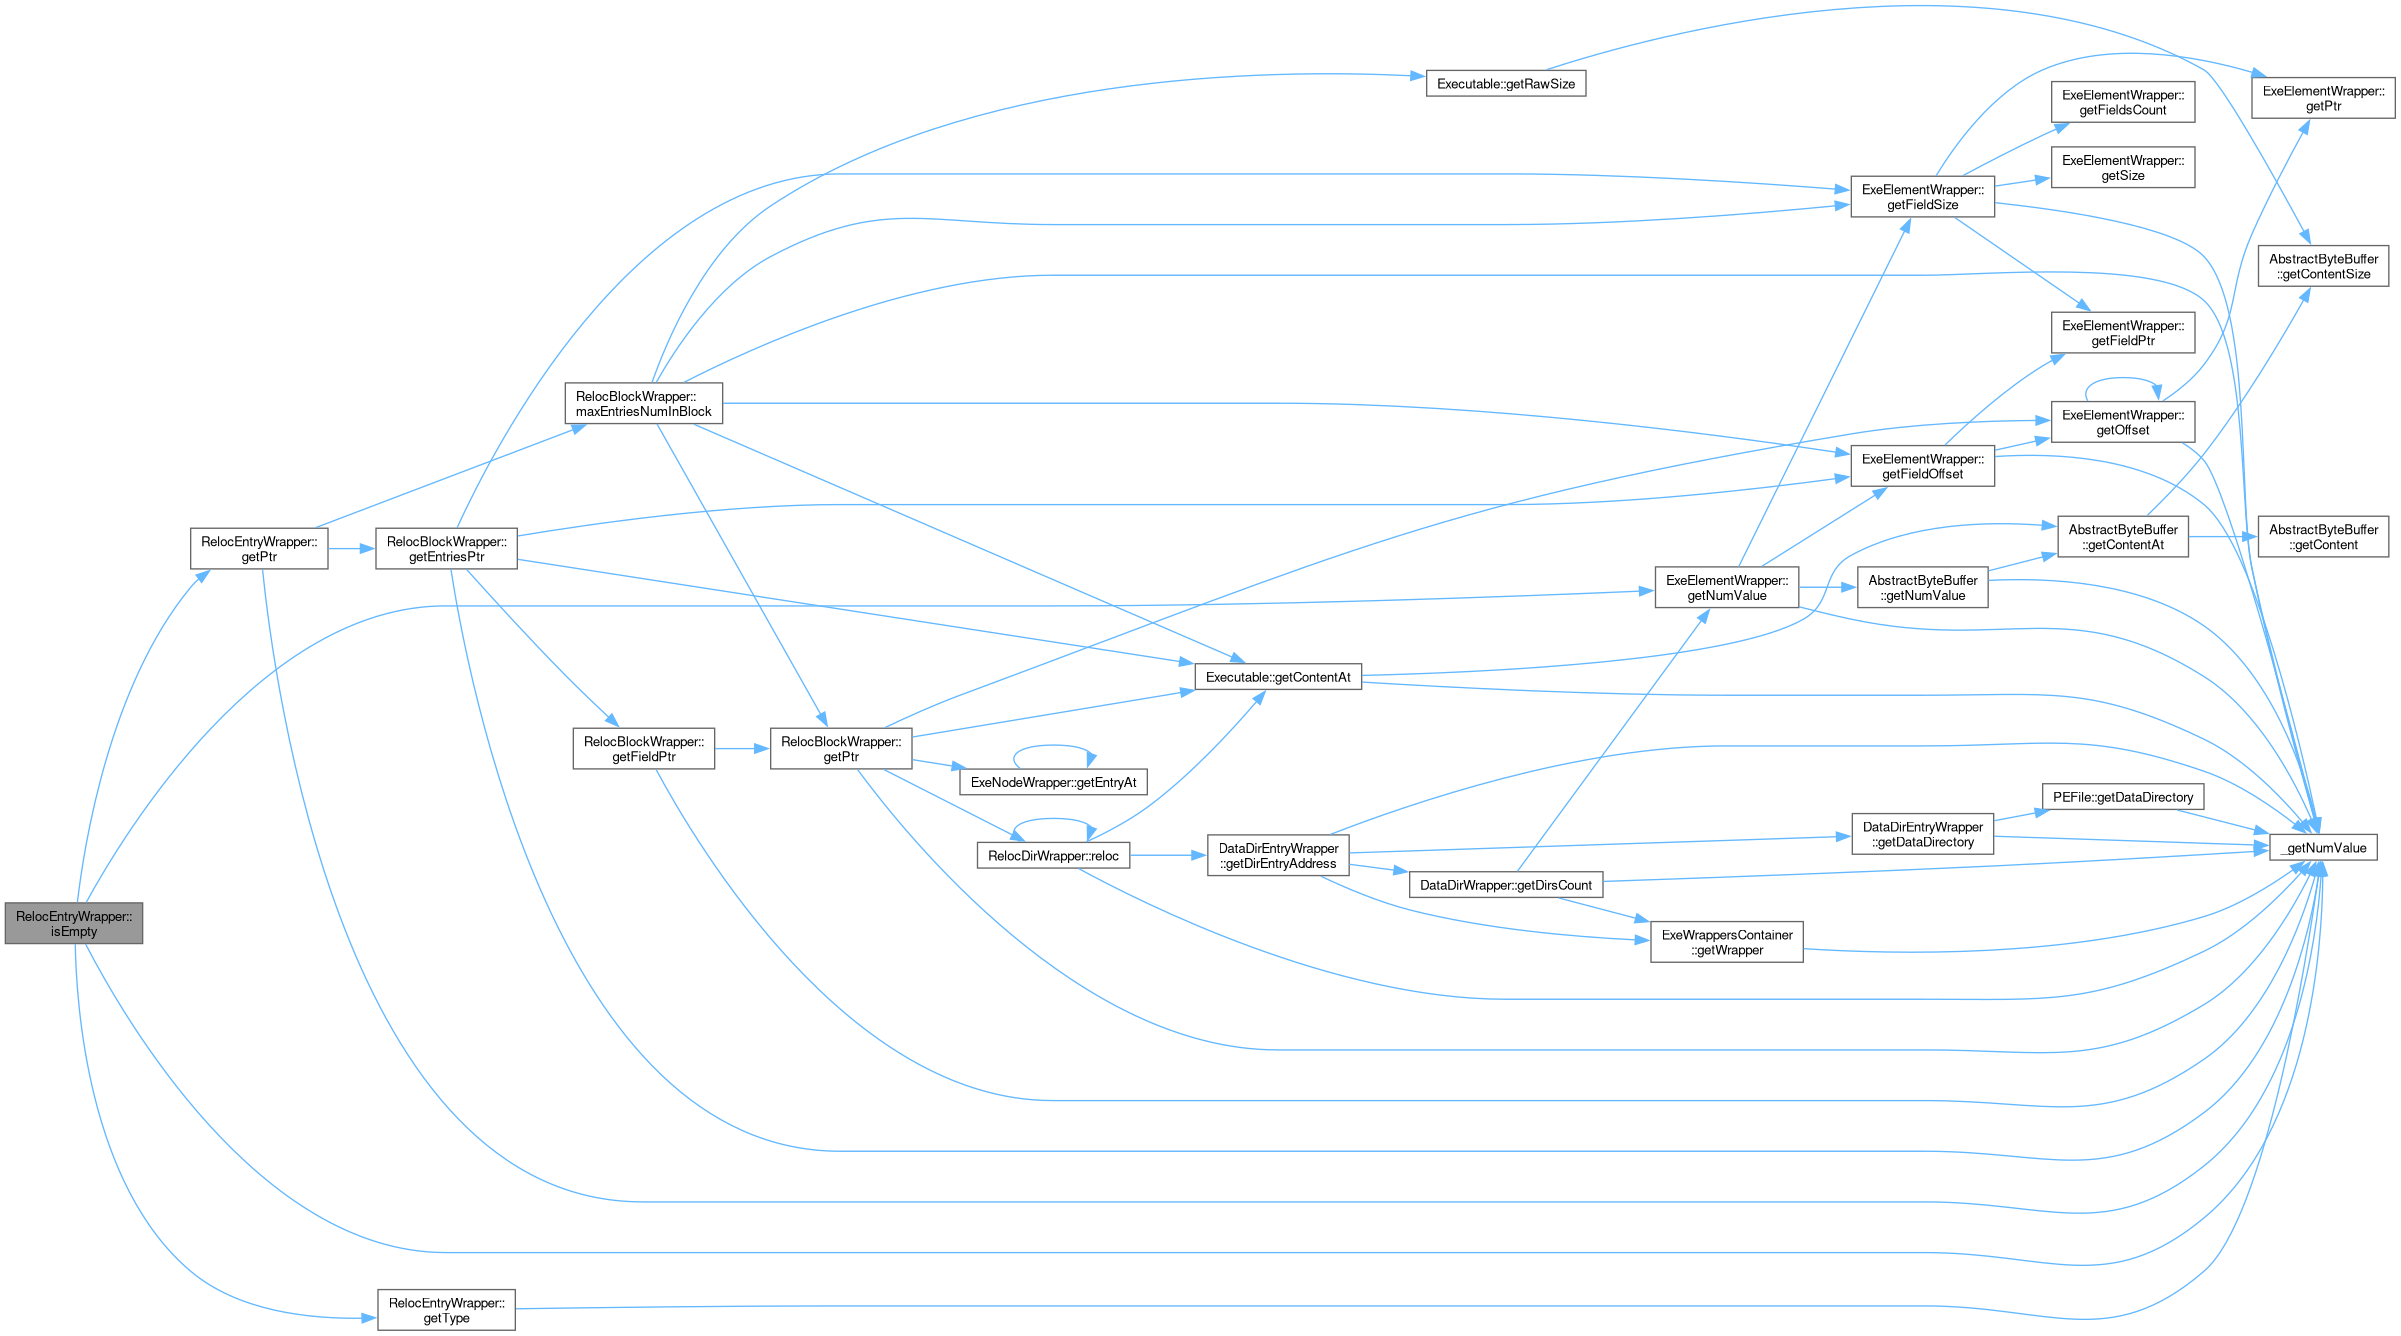 RelocEntryWrapper::
isEmpty
RelocEntryWrapper::
getPtr
RelocBlockWrapper::
getEntriesPtr
RelocEntryWrapper::
getType
RelocBlockWrapper::
maxEntriesNumInBlock
RelocBlockWrapper::
getFieldPtr
RelocBlockWrapper::
getPtr
ExeNodeWrapper::getEntryAt
RelocDirWrapper::reloc
Executable::getContentAt
DataDirEntryWrapper
::getDirEntryAddress
Executable::getRawSize
DataDirWrapper::getDirsCount
ExeElementWrapper::
getNumValue
ExeWrappersContainer
::getWrapper
ExeElementWrapper::
getFieldSize
ExeElementWrapper::
getFieldOffset
AbstractByteBuffer
::getNumValue
DataDirEntryWrapper
::getDataDirectory
ExeElementWrapper::
getFieldsCount
ExeElementWrapper::
getSize
ExeElementWrapper::
getFieldPtr
ExeElementWrapper::
getOffset
AbstractByteBuffer
::getContentAt
PEFile::getDataDirectory
ExeElementWrapper::
getPtr
AbstractByteBuffer
::getContentSize
AbstractByteBuffer
::getContent
_getNumValue